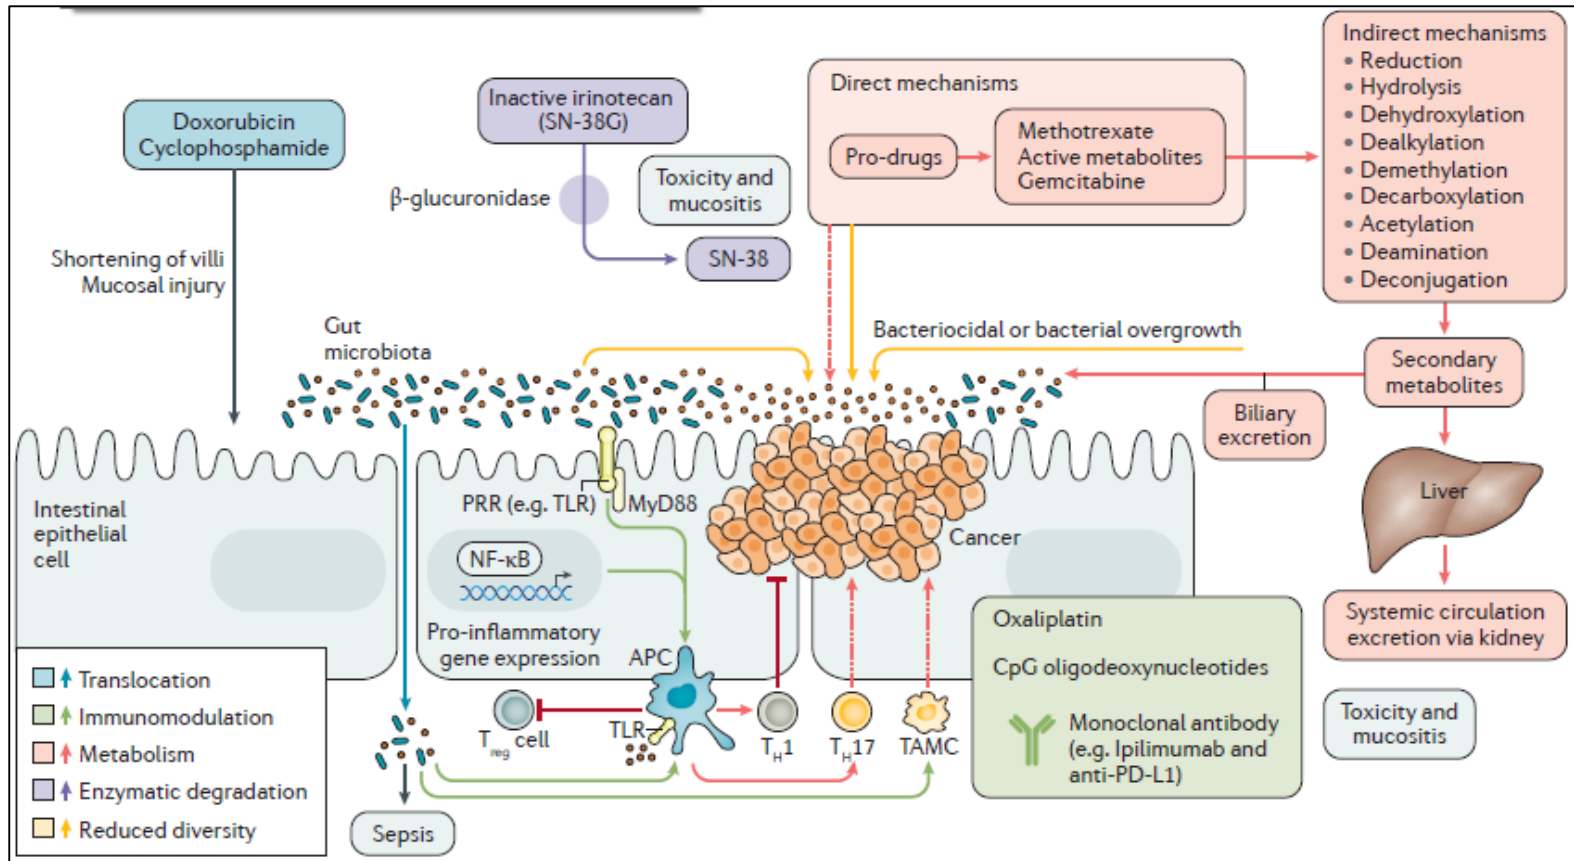 Doxorubicin
Cyclophosphamide
Shortening of villi
Mucosal injury
Inactive irinotecan
(SN-38G)
β-glucuronidase
Toxicity and
mucositis
SN-38
Direct mechanisms
Pro-drugs
Methotrexate
Active metabolites
Gemcitabine
Indirect mechanisms
• Reduction
• Hydrolysis
• Dehydroxylation
• Dealkylation
• Demethylation
• Decarboxylation
• Acetylation
• Deamination
• Deconjugation
Gut
microbiota
Bacteriocidal or bacterial overgrowth
Secondary
metabolites
Biliary
excretion
Liver
Systemic circulation
excretion via kidney
Toxicity and
mucositis
Intestinal
epithelial
cell
PRR (e.g. TLR)
MyD88
NF-κB
Pro-inflammatory
gene expression
Cancer
APC
Treg cell
TLR
TH1
TH17
TAMC
Sepsis
Oxaliplatin
CpG oligodeoxynucleotides
Monoclonal antibody
(e.g. Ipilimumab and
anti-PD-L1)
Translocation
Immunomodulation
Metabolism
Enzymatic degradation
Reduced diversity